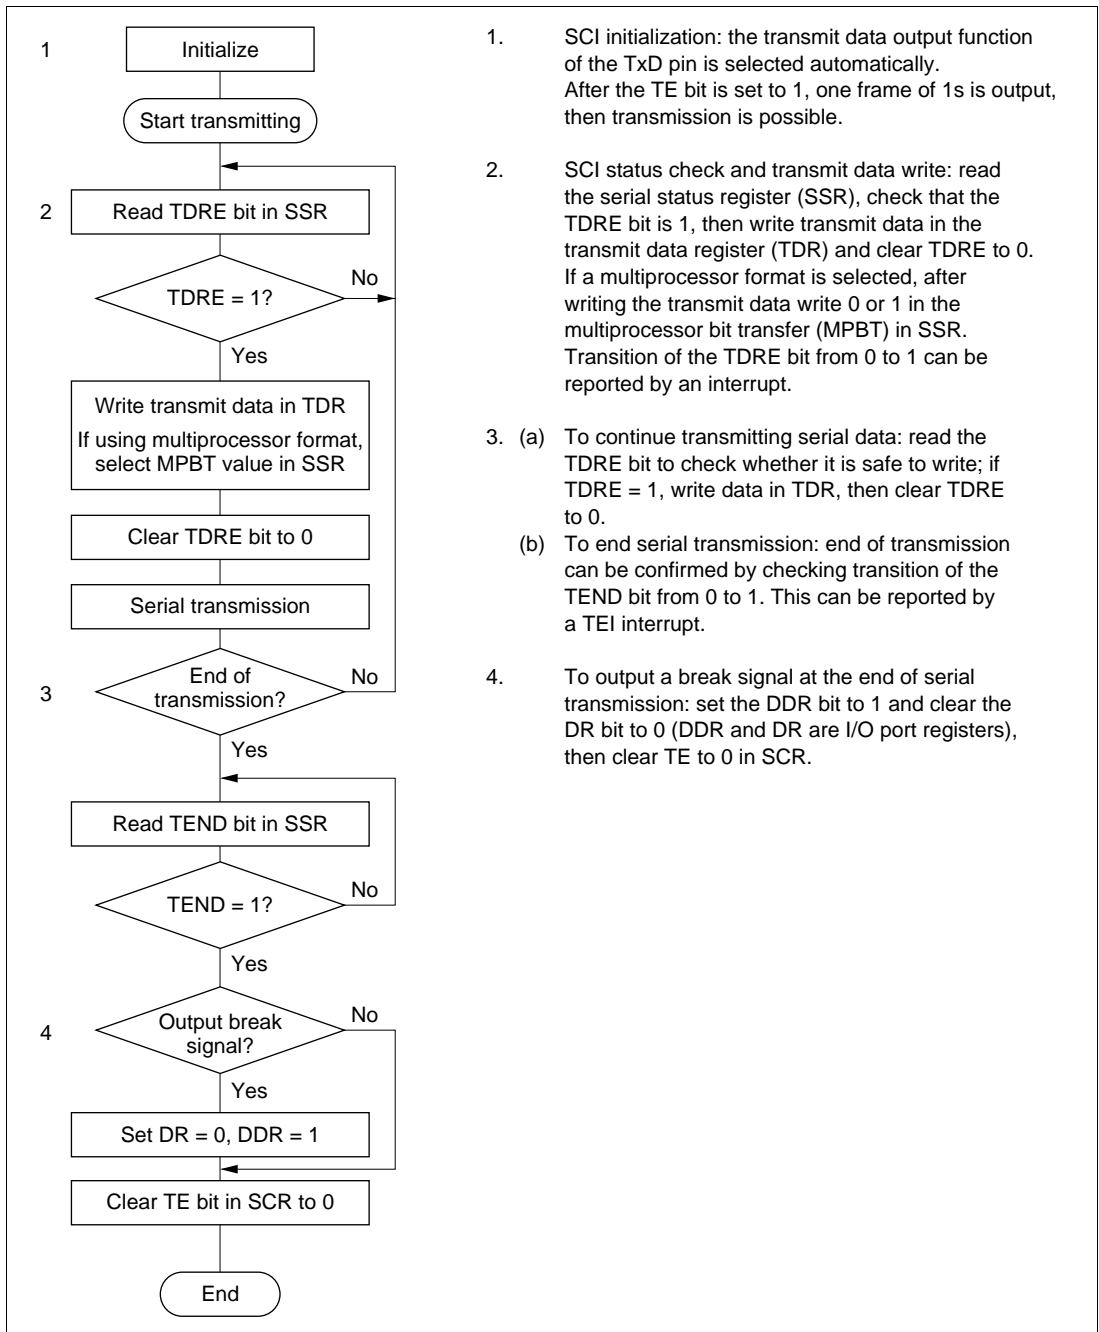 1
Initialize
Start transmitting
2
Read TDRE bit in SSR
No
TDRE = 1?
Yes
Write transmit data in TDR
If using multiprocessor format,
select MPBT value in SSR
Clear TDRE bit to 0
Serial transmission
3
End of
transmission?
No
Yes
Read TEND bit in SSR
No
TEND = 1?
Yes
4
Output break
signal?
No
Yes
Set DR = 0, DDR = 1
Clear TE bit in SCR to 0
End
1. SCI initialization: the transmit data output function
of the TxD pin is selected automatically.
After the TE bit is set to 1, one frame of 1s is output,
then transmission is possible.
2. SCI status check and transmit data write: read
the serial status register (SSR), check that the
TDRE bit is 1, then write transmit data in the
transmit data register (TDR) and clear TDRE to 0.
If a multiprocessor format is selected, after
writing the transmit data write 0 or 1 in the
multiprocessor bit transfer (MPBT) in SSR.
Transition of the TDRE bit from 0 to 1 can be
reported by an interrupt.
3. (a) To continue transmitting serial data: read the
TDRE bit to check whether it is safe to write; if
TDRE = 1, write data in TDR, then clear TDRE
to 0.
(b) To end serial transmission: end of transmission
can be confirmed by checking transition of the
TEND bit from 0 to 1. This can be reported by
a TEI interrupt.
4. To output a break signal at the end of serial
transmission: set the DDR bit to 1 and clear the
DR bit to 0 (DDR and DR are I/O port registers),
then clear TE to 0 in SCR.